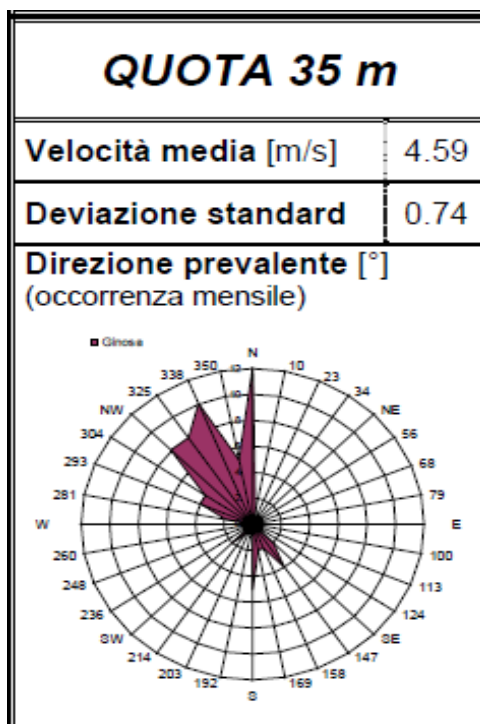 QUOTA 35 m
Velocità media [m/s] 4.59
Deviazione standard 0.74
Direzione prevalente [°]
(occorrenza mensile)
Ginosa
N
10
23
34
NE
56
68
79
E
100
113
124
SE
147
158
169
S
192
203
214
SW
236
248
260
W
281
293
304
NW
325
338
350